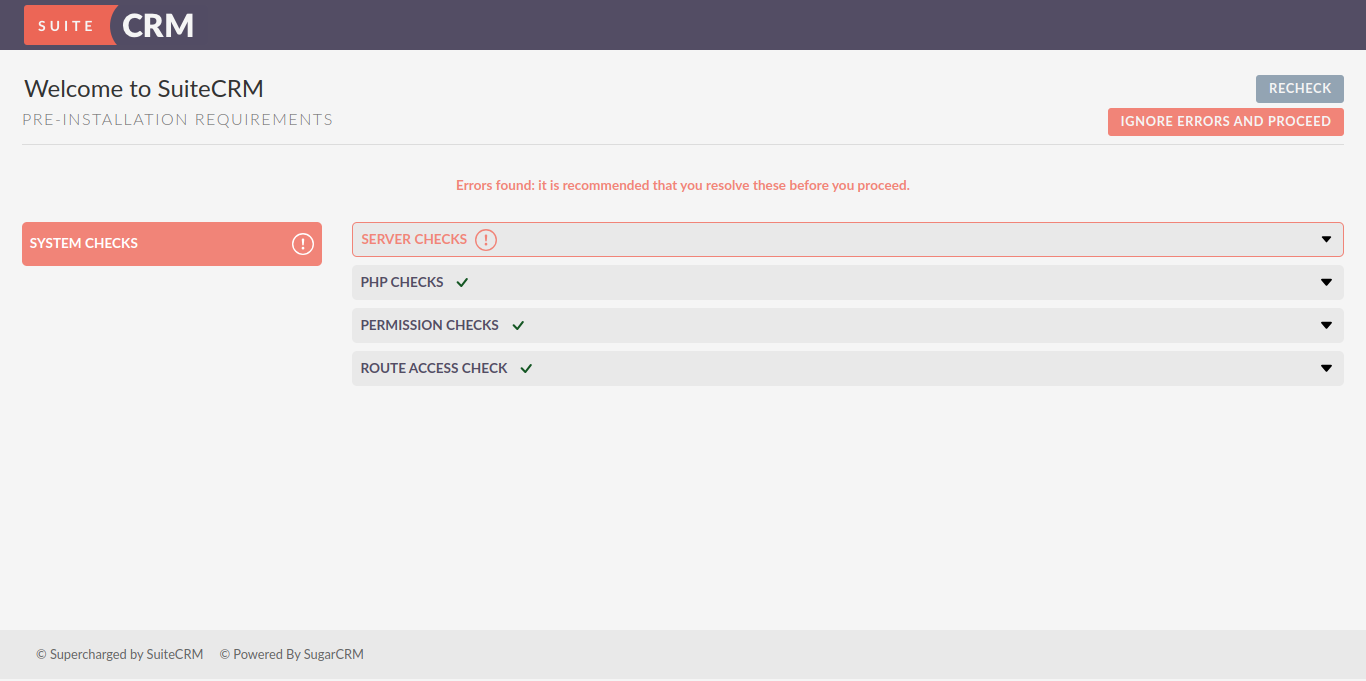 SUITE CRM
Welcome to SuiteCRM
RECHECK
PRE-INSTALLATION REQUIREMENTS
IGNORE ERRORS AND PROCEED
Errors found: it is recommended that you resolve these before you proceed.
SYSTEM CHECKS
SERVER CHECKS
PHP CHECKS
PERMISSION CHECKS
ROUTE ACCESS CHECK
© Supercharged by SuiteCRM © Powered By SugarCRM